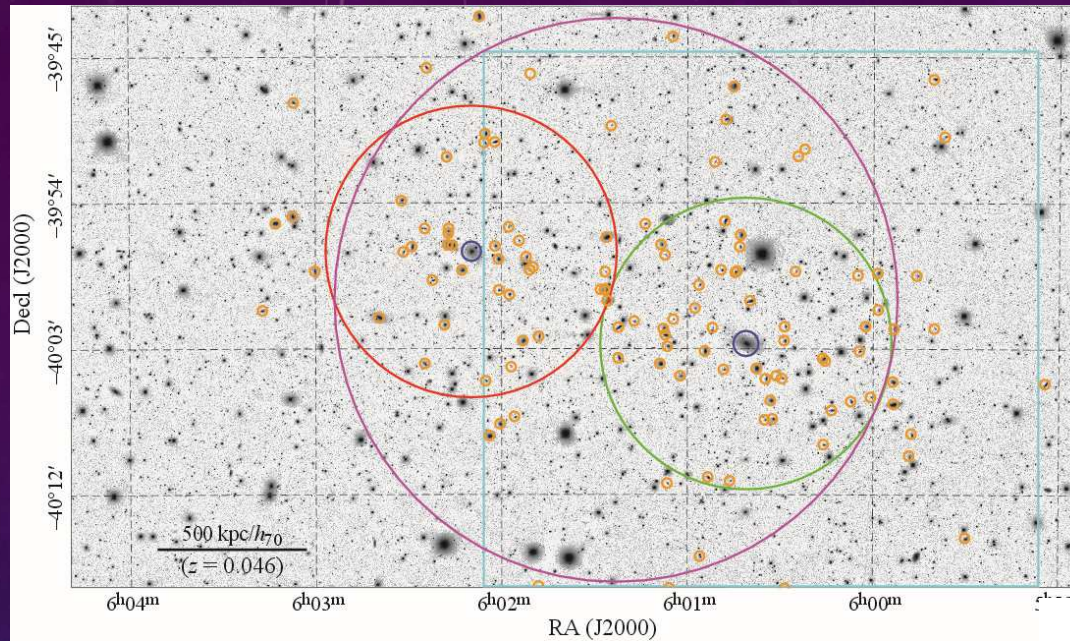 −39°45′
−39°54′
−40°03′
−40°12′
Decl (J2000)
500 kpc/h70
(z = 0.046)
6h04m
6h03m
6h02m
6h01m
6h00m
RA (J2000)